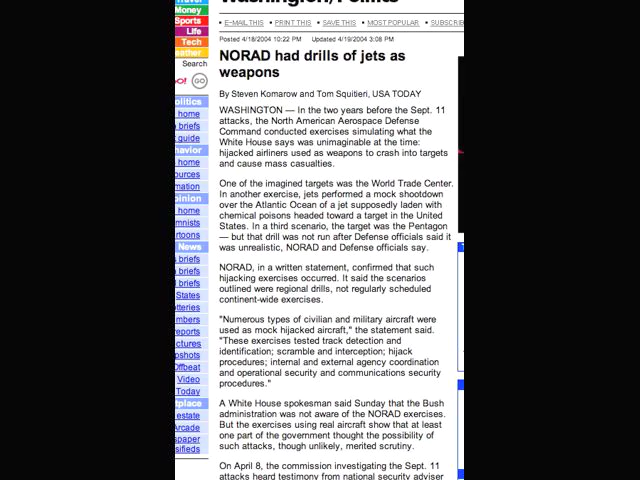 Washington/Politics
Travel
Money
Sports
Life
Tech
eather
Search
O!
GO
olitics
home
briefs
guide
havior
home
ources
mation
pinion
home
mnists
rtoons
News
s briefs
briefs
l briefs
States
otteries
mbers
reports
ctures
pshots
Offbeat
Video
Today
tplace
estate
Arcade
spaper
sifieds
• E-MAIL THIS • PRINT THIS • SAVE THIS • MOST POPULAR • SUBSCRIB
Posted 4/18/2004 10:22 PM Updated 4/19/2004 3:08 PM
NORAD had drills of jets as
weapons
By Steven Komarow and Tom Squitieri, USA TODAY
WASHINGTON — In the two years before the Sept. 11
attacks, the North American Aerospace Defense
Command conducted exercises simulating what the
White House says was unimaginable at the time:
hijacked airliners used as weapons to crash into targets
and cause mass casualties.
One of the imagined targets was the World Trade Center.
In another exercise, jets performed a mock shootdown
over the Atlantic Ocean of a jet supposedly laden with
chemical poisons headed toward a target in the United
States. In a third scenario, the target was the Pentagon
— but that drill was not run after Defense officials said it
was unrealistic, NORAD and Defense officials say.
NORAD, in a written statement, confirmed that such
hijacking exercises occurred. It said the scenarios
outlined were regional drills, not regularly scheduled
continent-wide exercises.
"Numerous types of civilian and military aircraft were
used as mock hijacked aircraft," the statement said.
"These exercises tested track detection and
identification; scramble and interception; hijack
procedures; internal and external agency coordination
and operational security and communications security
procedures."
A White House spokesman said Sunday that the Bush
administration was not aware of the NORAD exercises.
But the exercises using real aircraft show that at least
one part of the government thought the possibility of
such attacks, though unlikely, merited scrutiny.
On April 8, the commission investigating the Sept. 11
attacks heard testimony from national security adviser